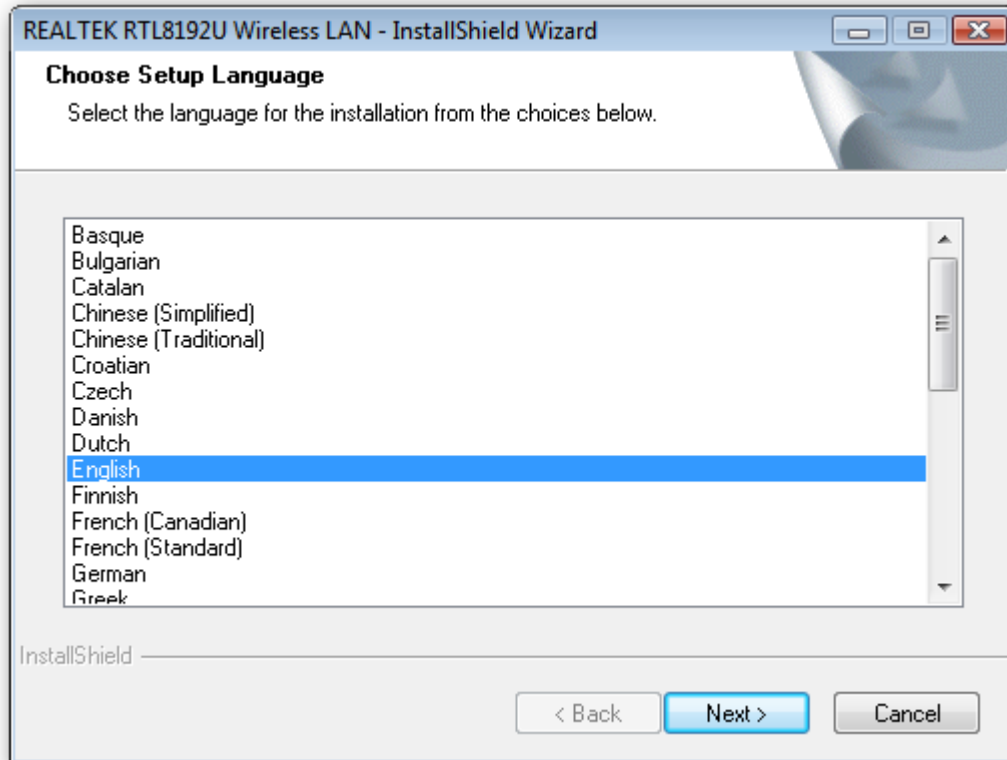 REALTEK RTL8192U Wireless LAN - InstallShield Wizard
Choose Setup Language
Select the language for the installation from the choices below.
Basque
Bulgarian
Catalan
Chinese (Simplified)
Chinese (Traditional)
Croatian
Czech
Danish
Dutch
English
Finnish
French (Canadian)
French (Standard)
German
Greek
InstallShield
< Back
Next >
Cancel